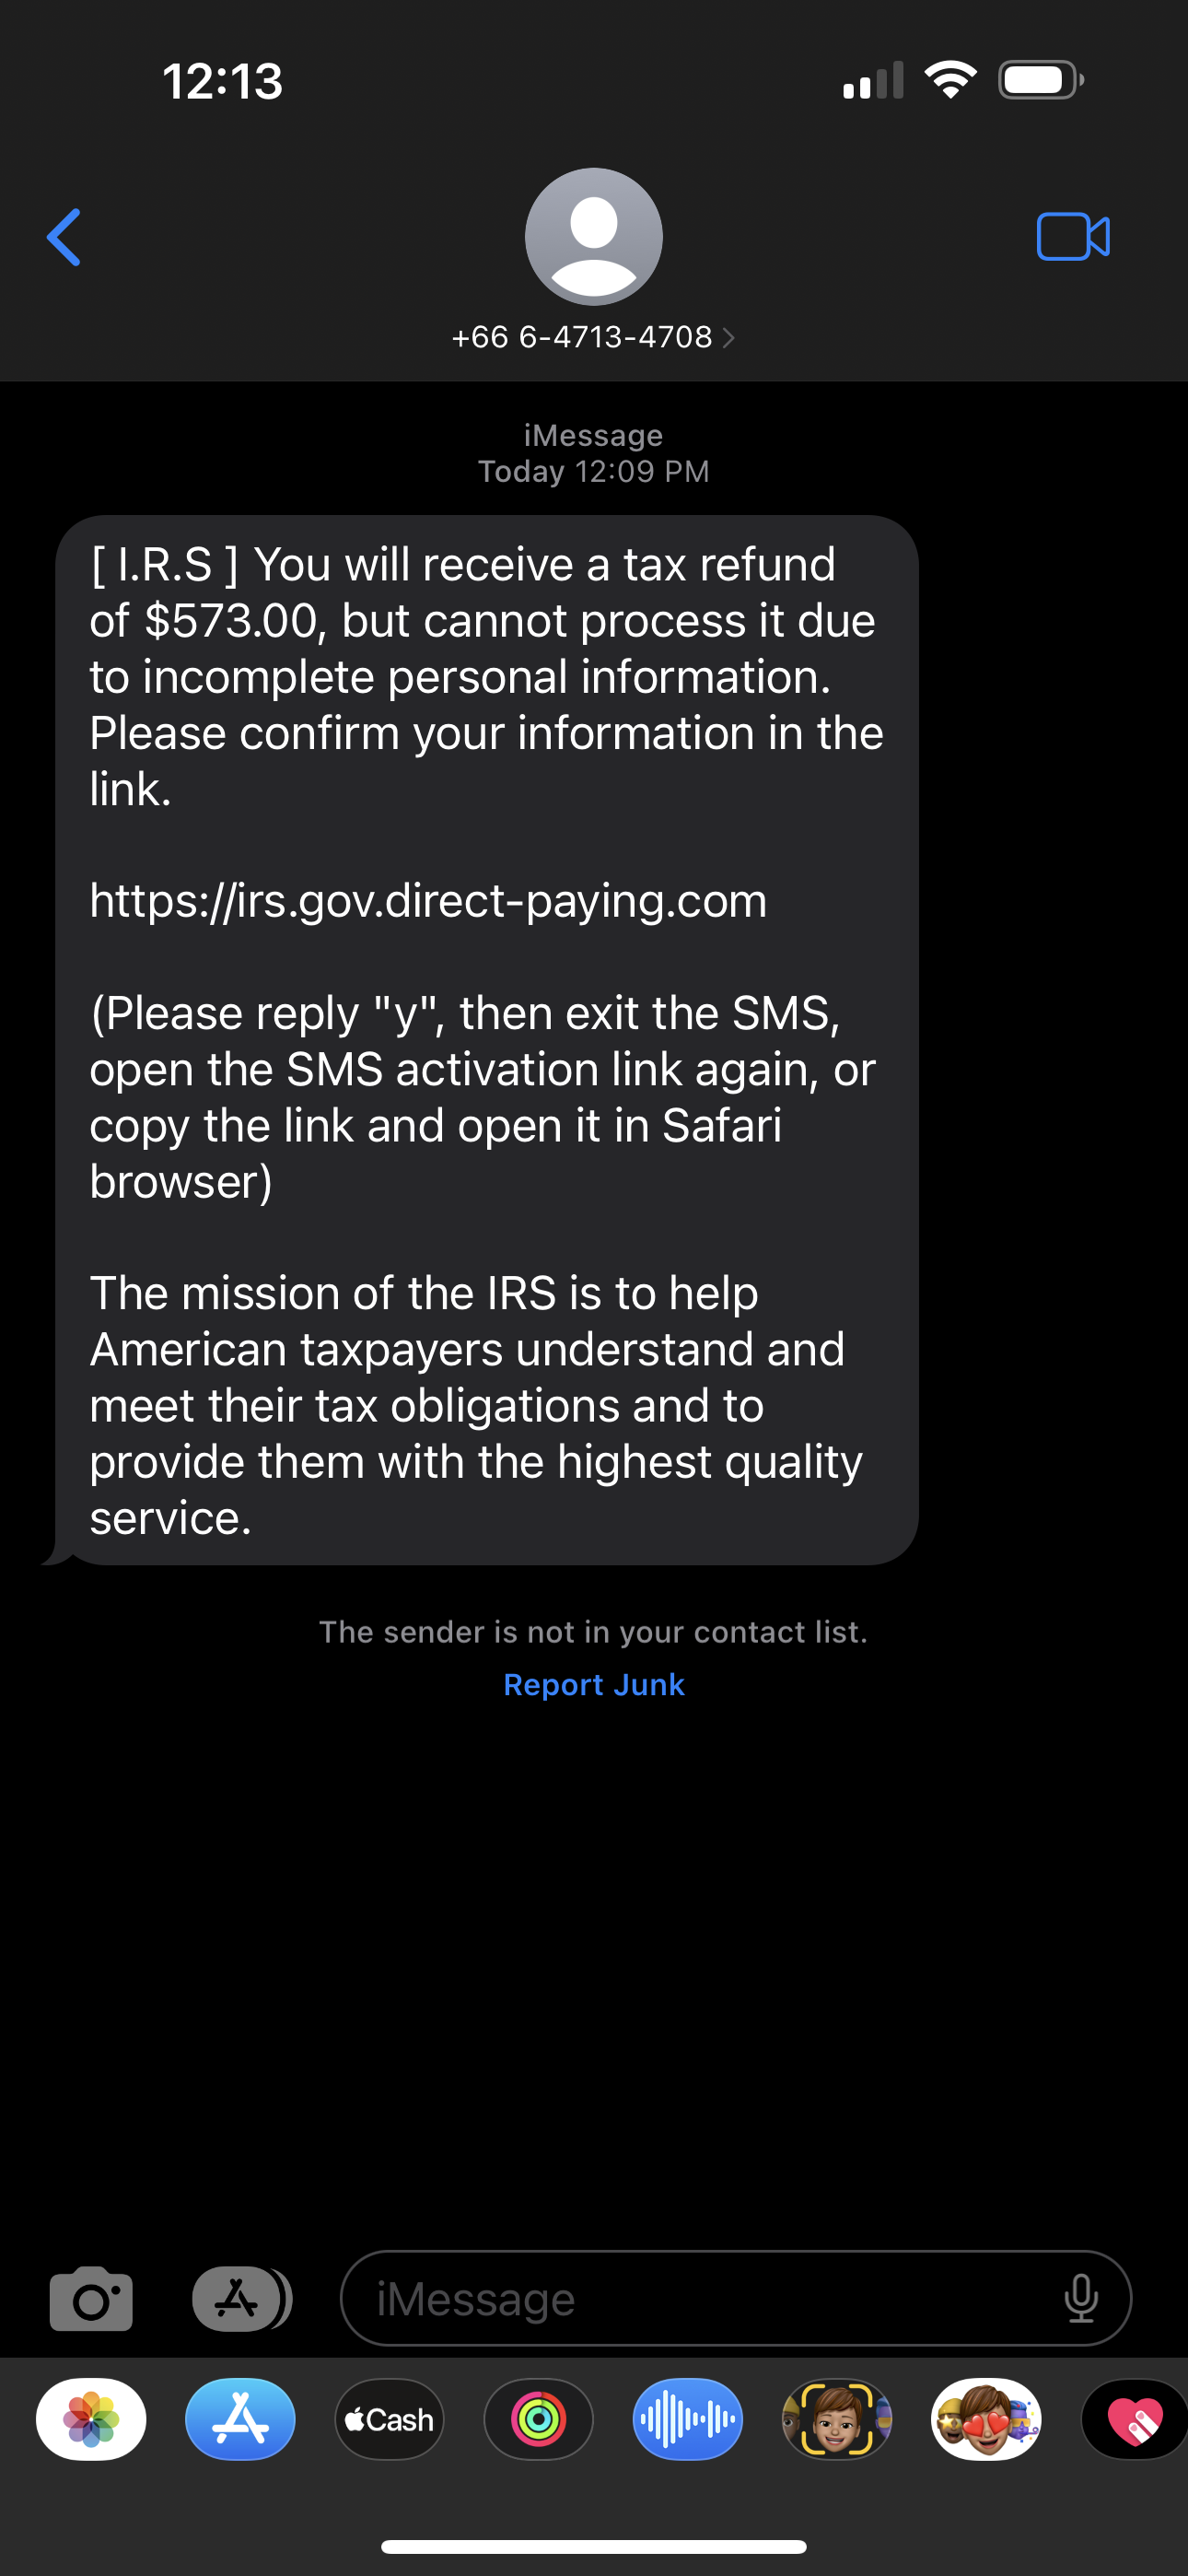 12:13
+66 6-4713-4708
iMessage
Today 12:09 PM
[ I.R.S ] You will receive a tax refund
of $573.00, but cannot process it due
to incomplete personal information.
Please confirm your information in the
link.
https://irs.gov.direct-paying.com
(Please reply "y", then exit the SMS,
open the SMS activation link again, or
copy the link and open it in Safari
browser)
The mission of the IRS is to help
American taxpayers understand and
meet their tax obligations and to
provide them with the highest quality
service.
The sender is not in your contact list.
Report Junk
iMessage
Cash